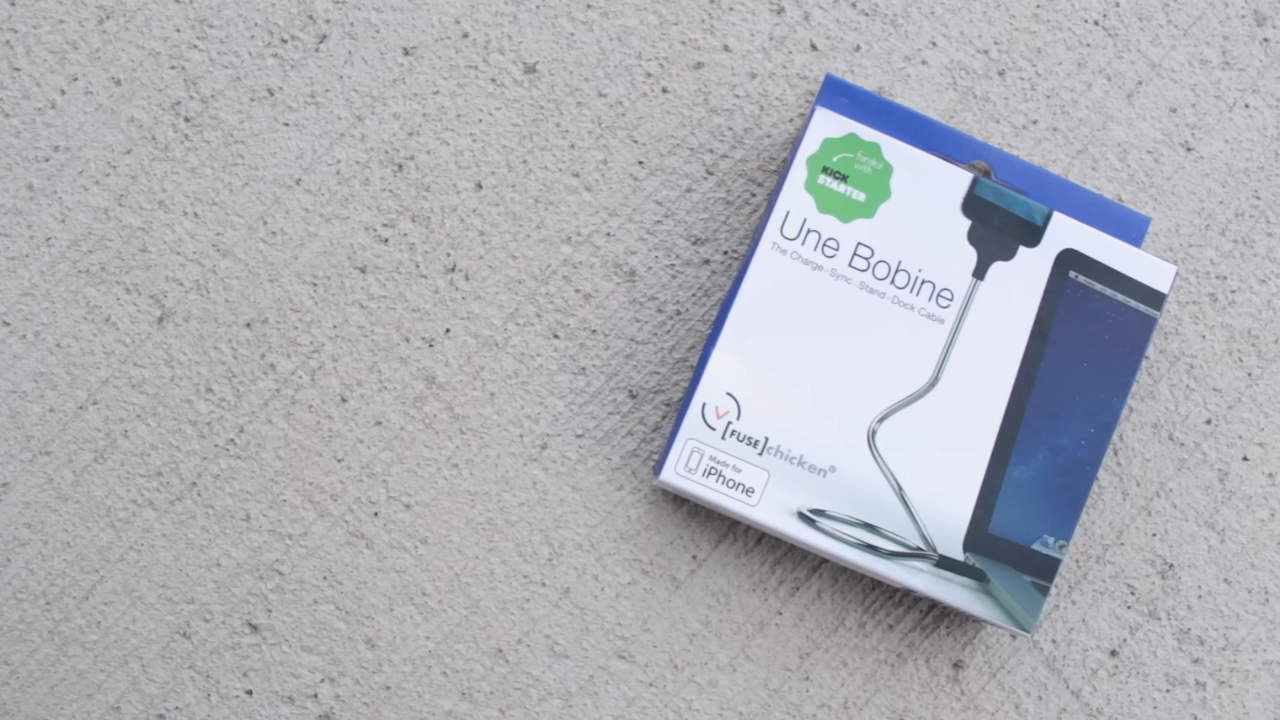 funded
with
KICK
STARTER
Une Bobine
The Charge·Sync·Stand·Dock Cable
[FUSE]chicken®
Made for
iPhone